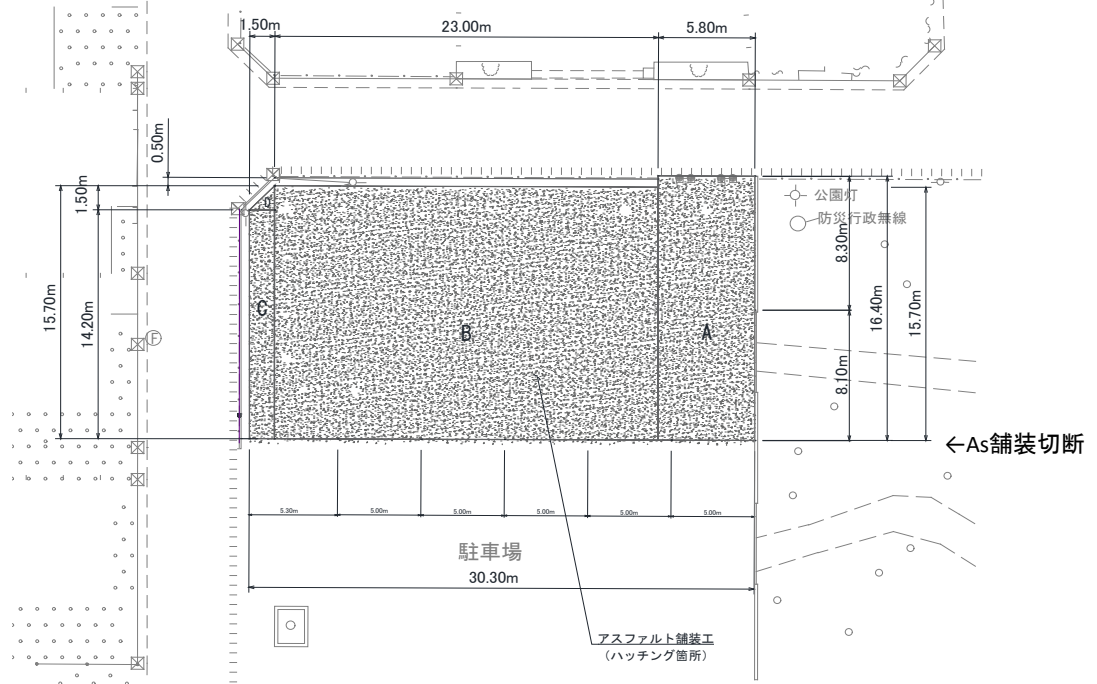 1.50m
23.00m
5.80m
0.50m
1.50m
15.70m
14.20m
公園灯
防災行政無線
8.30m
16.40m
15.70m
8.10m
D
C
B
A
F
←As舗装切断
5.30m
5.00m
5.00m
5.00m
5.00m
5.00m
駐車場
30.30m
アスファルト舗装工
(ハッチング箇所)